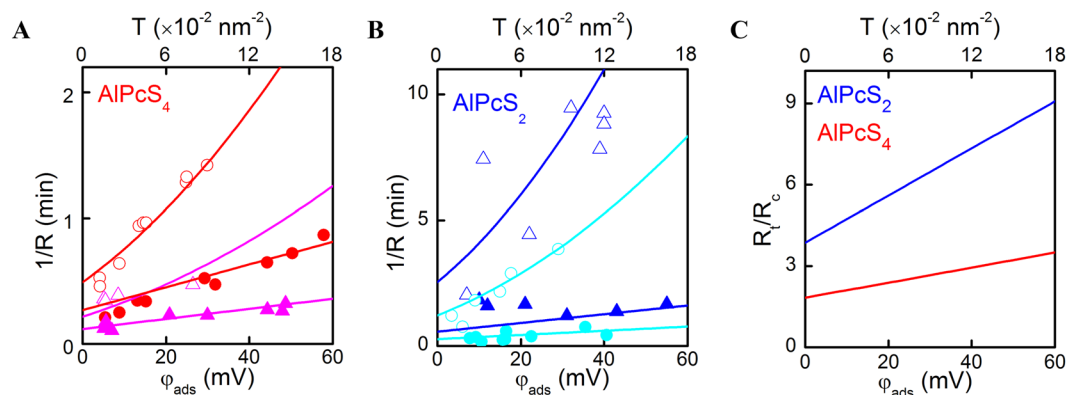 A
T (×10⁻² nm⁻²)
0 6 12 18
AlPcS₄
2
1
0
1/R (min)
0 20 40 60
φads (mV)
B
T (×10⁻² nm⁻²)
0 6 12 18
AlPcS₂
10
5
0
1/R (min)
0 20 40 60
φads (mV)
C
T (×10⁻² nm⁻²)
0 6 12 18
AlPcS₂
AlPcS₄
9
6
3
0
Rt/Rc
0 20 40 60
φads (mV)